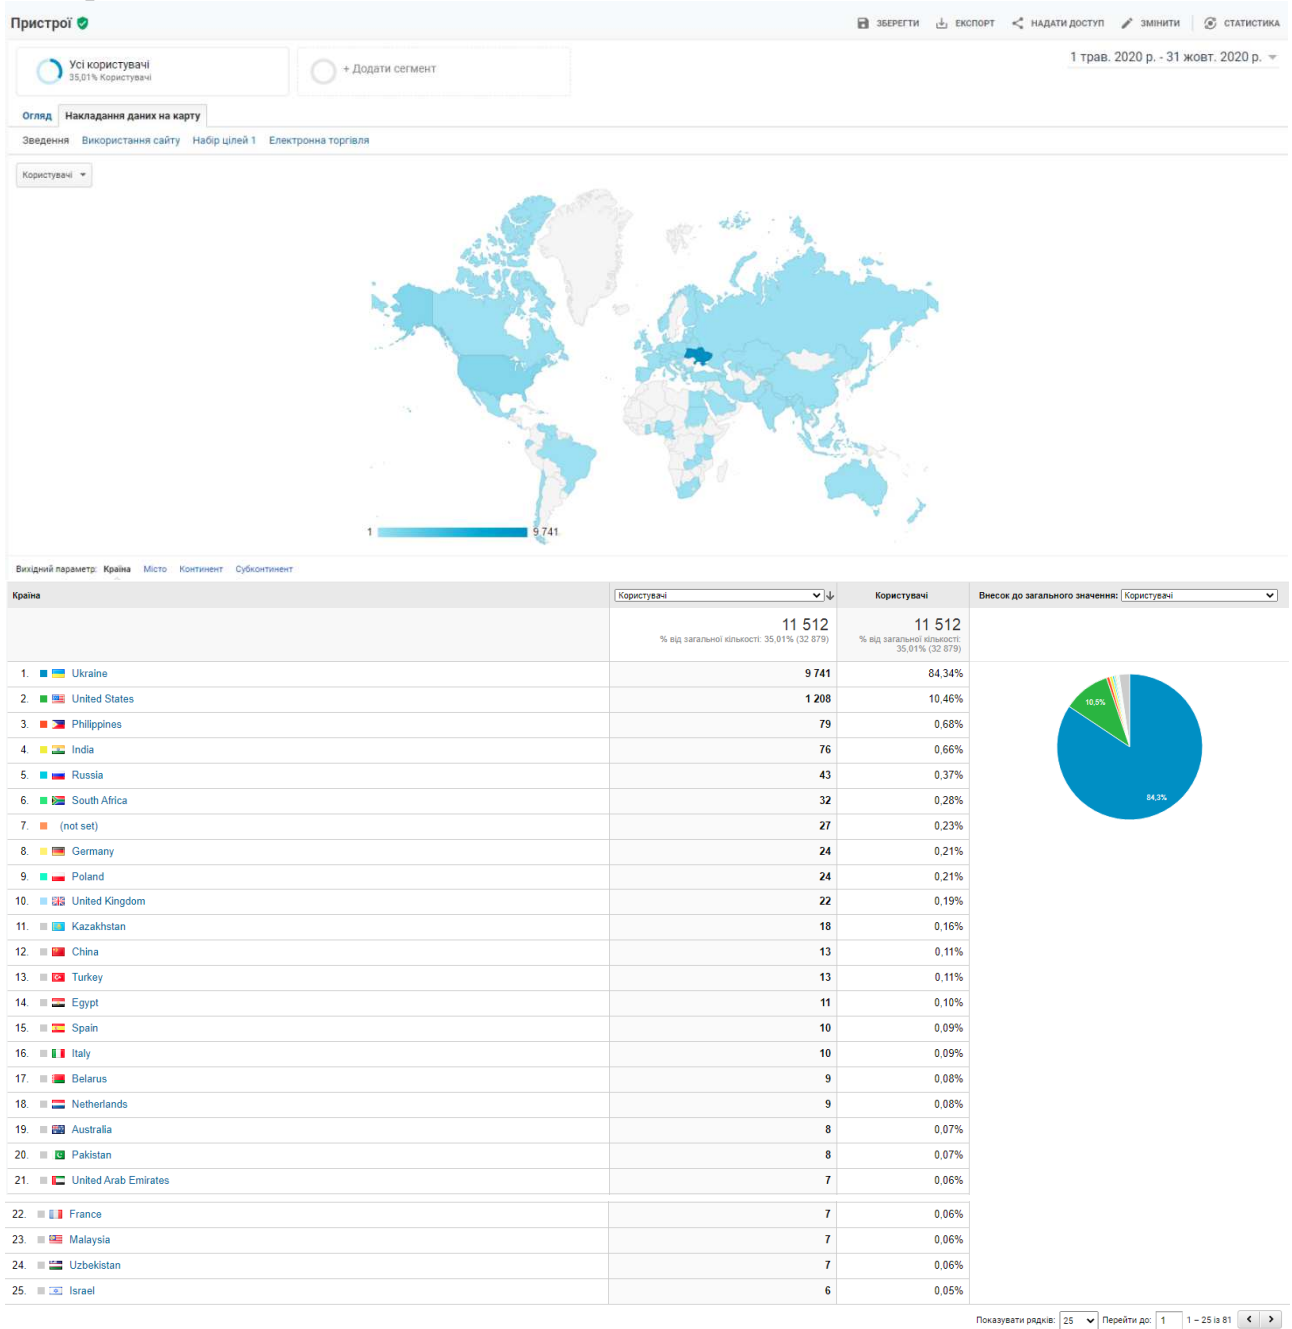 Пристрої
ЗБЕРЕГТИ ЕКСПОРТ НАДАТИ ДОСТУП ЗМІНИТИ СТАТИСТИКА
Усі користувачі
35,01% Користувачі
+ Додати сегмент
1 трав. 2020 р. - 31 жовт. 2020 р.
Огляд Накладання даних на карту
Зведення Використання сайту Набір цілей 1 Електронна торгівля
Користувачі
1 9 741
Вихідний параметр: Країна Місто Континент Субконтинент
Країна Користувачі Користувачі Внесок до загального значення: Користувачі
11 512 11 512
% від загальної кількості: 35,01% (32 879) % від загальної кількості:
35,01% (32 879)
1. Ukraine 9 741 84,34%
2. United States 1 208 10,46%
3. Philippines 79 0,68%
4. India 76 0,66%
5. Russia 43 0,37%
6. South Africa 32 0,28%
7. (not set) 27 0,23%
8. Germany 24 0,21%
9. Poland 24 0,21%
10. United Kingdom 22 0,19%
11. Kazakhstan 18 0,16%
12. China 13 0,11%
13. Turkey 13 0,11%
14. Egypt 11 0,10%
15. Spain 10 0,09%
16. Italy 10 0,09%
17. Belarus 9 0,08%
18. Netherlands 9 0,08%
19. Australia 8 0,07%
20. Pakistan 8 0,07%
21. United Arab Emirates 7 0,06%
22. France 7 0,06%
23. Malaysia 7 0,06%
24. Uzbekistan 7 0,06%
25. Israel 6 0,05%
10,5%
84,3%
Показувати рядків: 25 Перейти до: 1 1 – 25 із 81